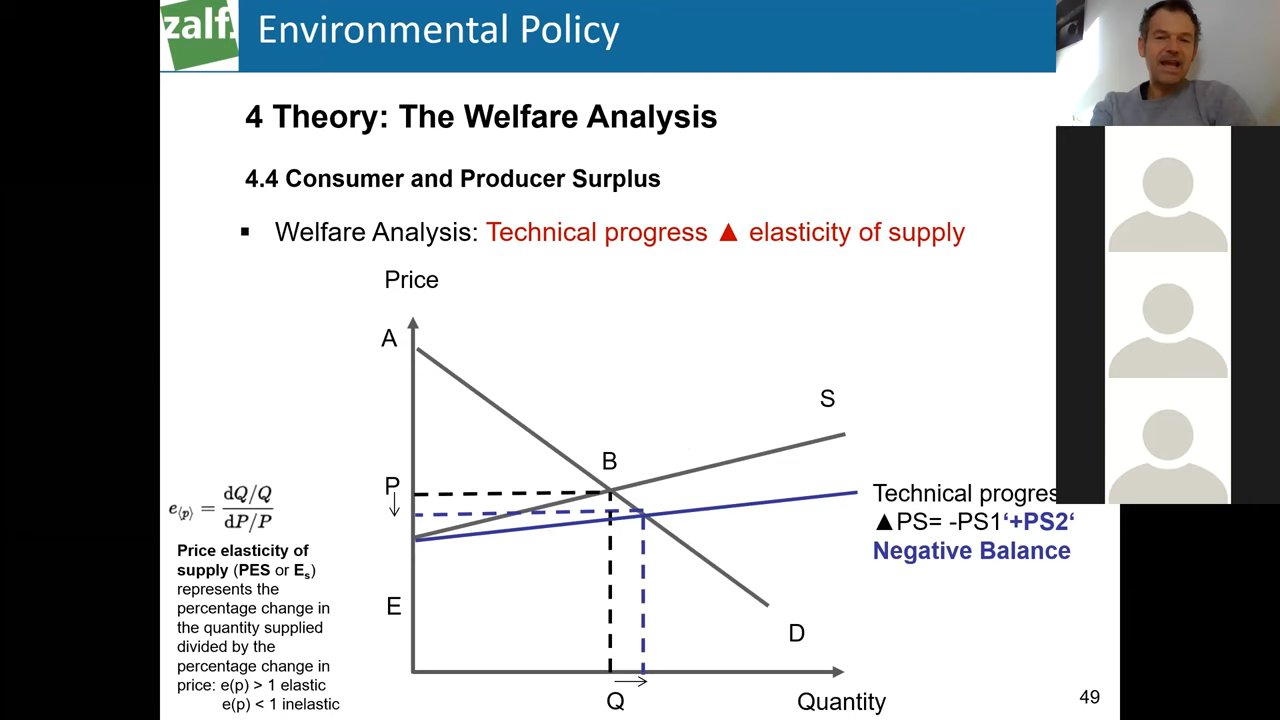 zalf.
Environmental Policy
4 Theory: The Welfare Analysis
4.4 Consumer and Producer Surplus
▪ Welfare Analysis: Technical progress ▲ elasticity of supply
Price
A
S
B
P
e⟨p⟩ = dQ/Q
dP/P
Technical progres
▲PS= -PS1‘+PS2‘
Negative Balance
Price elasticity of
supply (PES or Es)
represents the
percentage change in
the quantity supplied
divided by the
percentage change in
price: e(p) > 1 elastic
e(p) < 1 inelastic
E
D
Q
Quantity
49